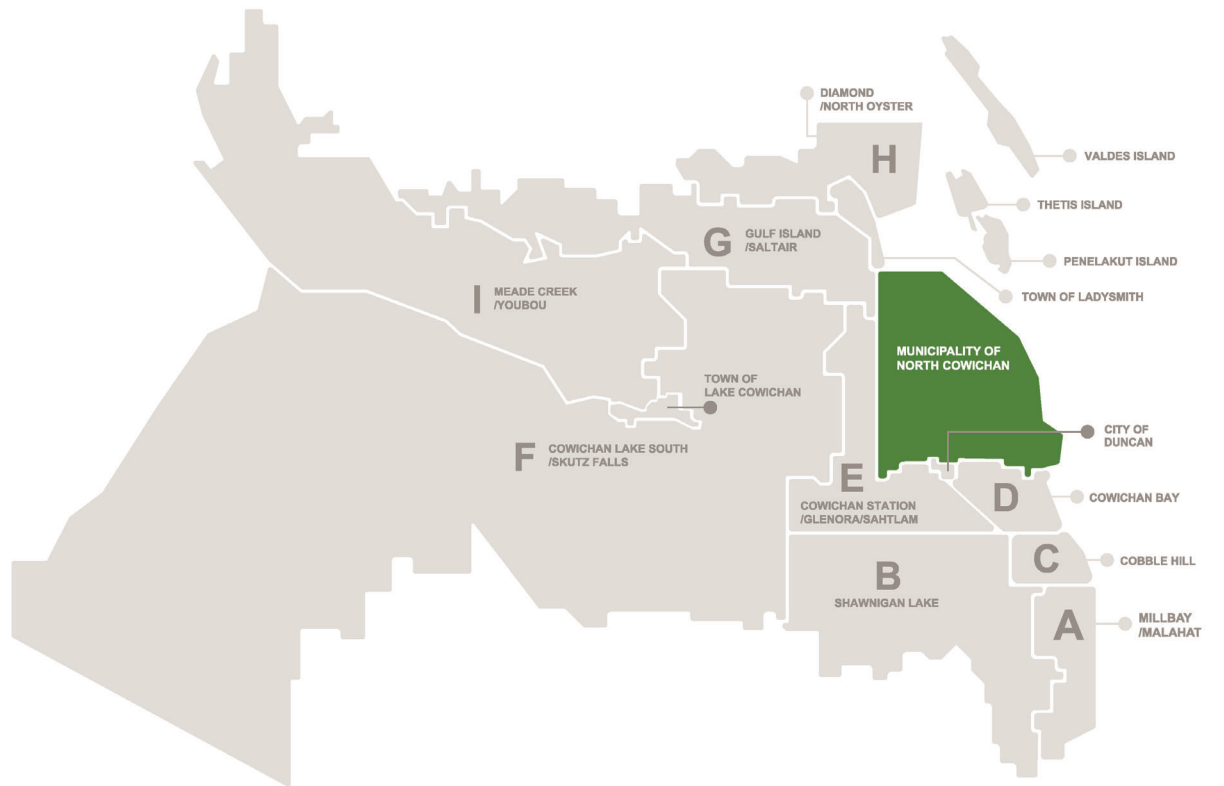 DIAMOND
/NORTH OYSTER
H
VALDES ISLAND
THETIS ISLAND
G
GULF ISLAND
/SALTAIR
PENELAKUT ISLAND
I
MEADE CREEK
/YOUBOU
TOWN OF LADYSMITH
MUNICIPALITY OF
NORTH COWICHAN
TOWN OF
LAKE COWICHAN
CITY OF
DUNCAN
F
COWICHAN LAKE SOUTH
/SKUTZ FALLS
E
COWICHAN STATION
/GLENORA/SAHTLAM
D
COWICHAN BAY
C
COBBLE HILL
B
SHAWNIGAN LAKE
A
MILLBAY
/MALAHAT